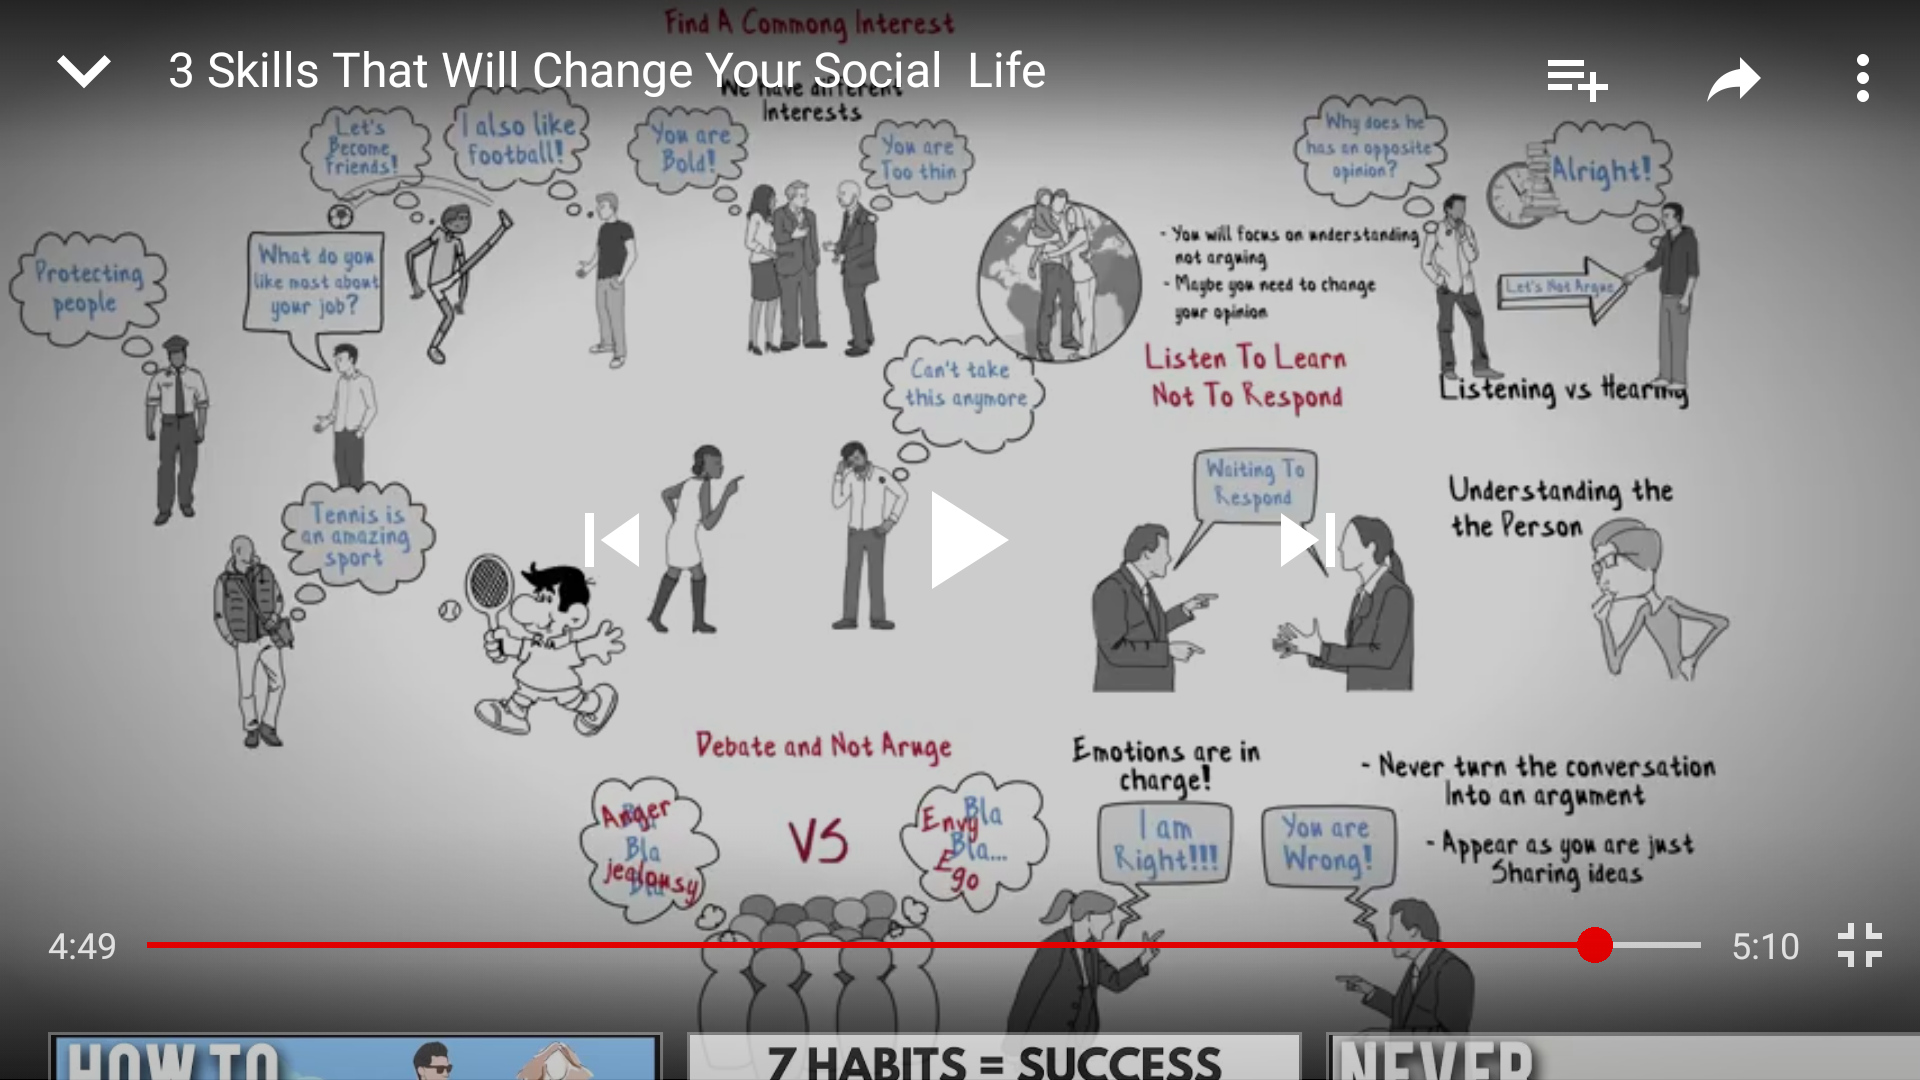 Find A Commong Interest
3 Skills That Will Change Your Social Life
We have different
Interests
Let's
Become
Friends!
I also like
football!
You are
Bold!
You are
Too thin
Why does he
has an opposite
opinion?
Alright!
Protecting
people
What do you
like most about
your job?
- You will focus on understanding
not arguing
- Maybe you need to change
your opinion
Let's Not Argue
Listen To Learn
Not To Respond
Listening vs Hearing
Can't take
this anymore
Waiting To
Respond
Understanding the
the Person
Tennis is
an amazing
sport
Debate and Not Aruge
Emotions are in
charge!
- Never turn the conversation
Into an argument
- Appear as you are just
Sharing ideas
Anger
Bla
jealousy
VS
Envy
Bla
Bla...
Ego
I am
Right!!!
You are
Wrong!
4:49
5:10
HOW TO
7 HABITS = SUCCESS
NEVER